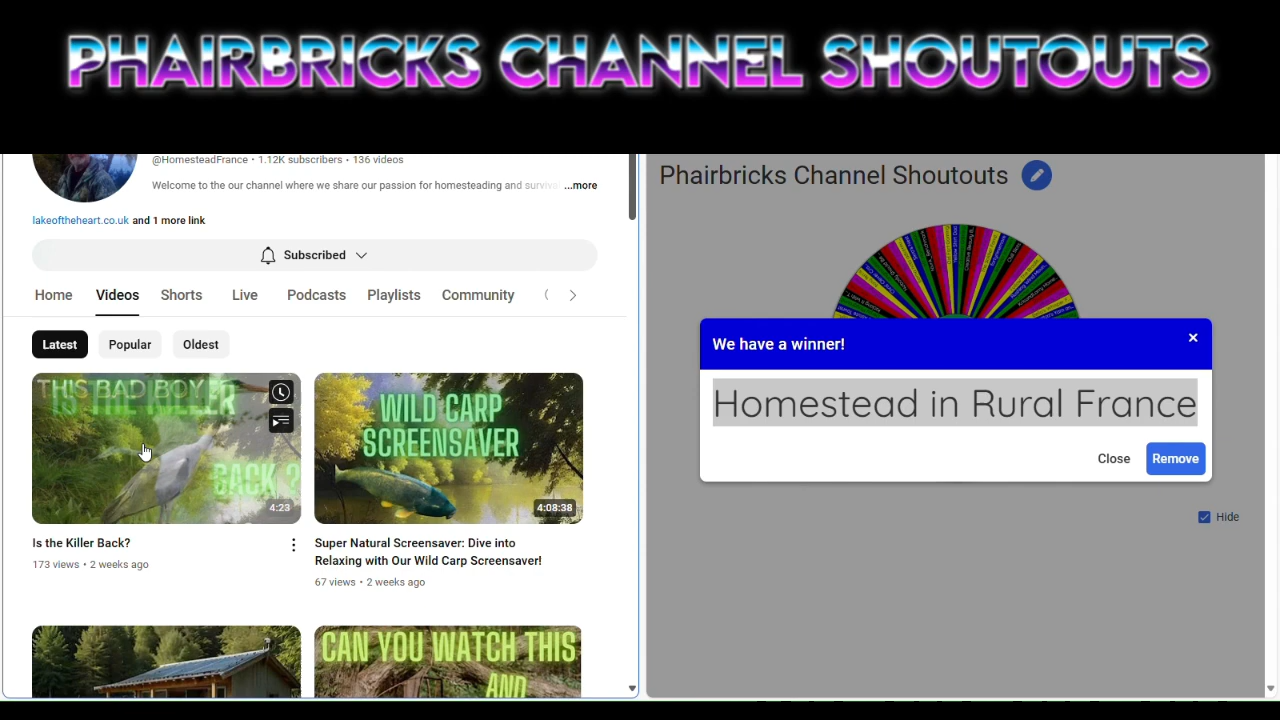 PHAIRBRICKS CHANNEL SHOUTOUTS
@HomesteadFrance • 1.12K subscribers • 136 videos
Welcome to the our channel where we share our passion for homesteading and surviva ...more
lakeoftheheart.co.uk and 1 more link
Subscribed
Home Videos Shorts Live Podcasts Playlists Community
Latest Popular Oldest
THIS BAD BOY
IS THE KILLER
BACK ?
4:23
WILD CARP
SCREENSAVER
4:08:38
Is the Killer Back?
173 views • 2 weeks ago
Super Natural Screensaver: Dive into
Relaxing with Our Wild Carp Screensaver!
67 views • 2 weeks ago
CAN YOU WATCH THIS
AND
Phairbricks Channel Shoutouts
We have a winner!
×
Homestead in Rural France
Close Remove
Hide